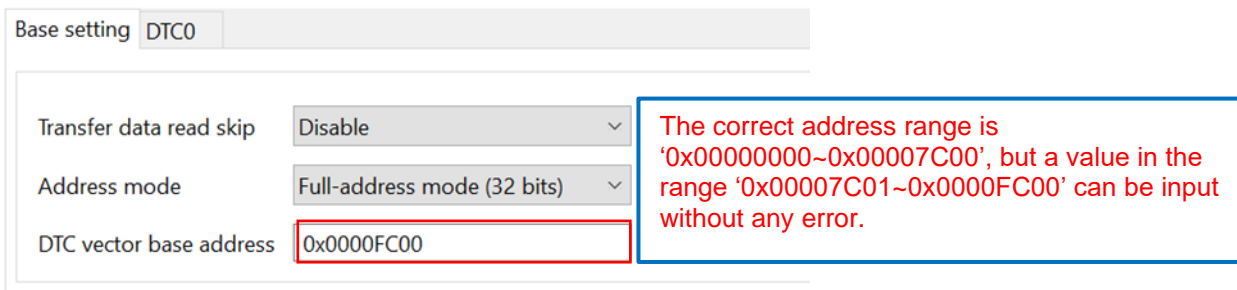 Base setting DTC0
Transfer data read skip Disable
The correct address range is
‘0x00000000~0x00007C00’, but a value in the
Address mode Full-address mode (32 bits)
range ‘0x00007C01~0x0000FC00’ can be input
without any error.
DTC vector base address 0x0000FC00